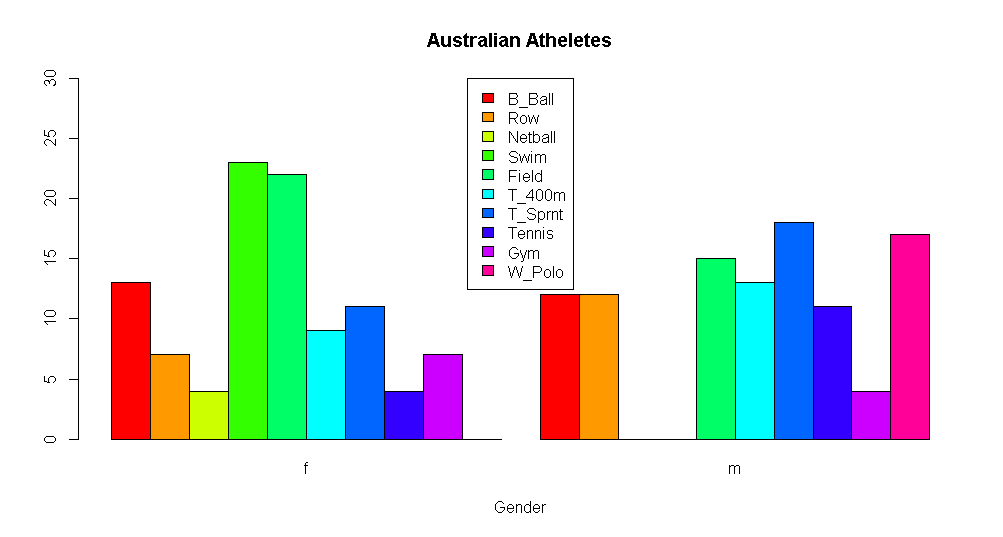 Australian Atheletes
30
25
20
15
10
5
0
B_Ball
Row
Netball
Swim
Field
T_400m
T_Sprnt
Tennis
Gym
W_Polo
f
m
Gender